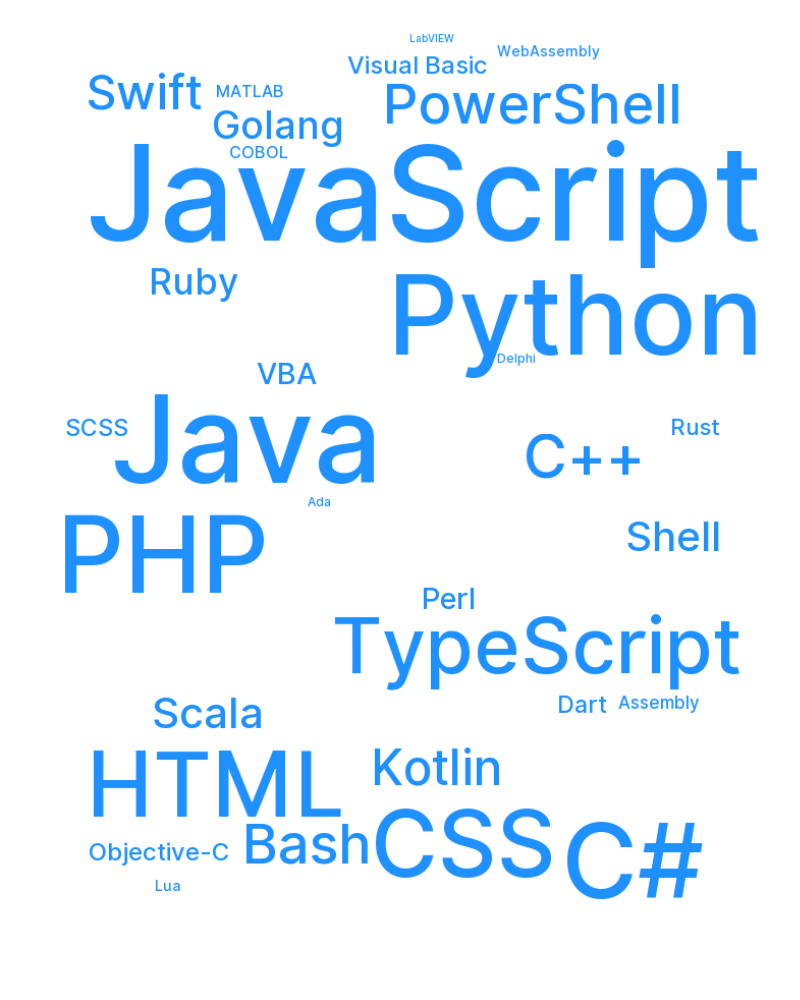 LabVIEW
WebAssembly
Visual Basic
Swift
MATLAB
PowerShell
Golang
COBOL
JavaScript
Ruby
Python
Delphi
VBA
SCSS
Java
Rust
C++
Ada
PHP
Shell
Perl
TypeScript
Dart
Assembly
Scala
HTML
Kotlin
Objective-C
Bash
CSS
C#
Lua